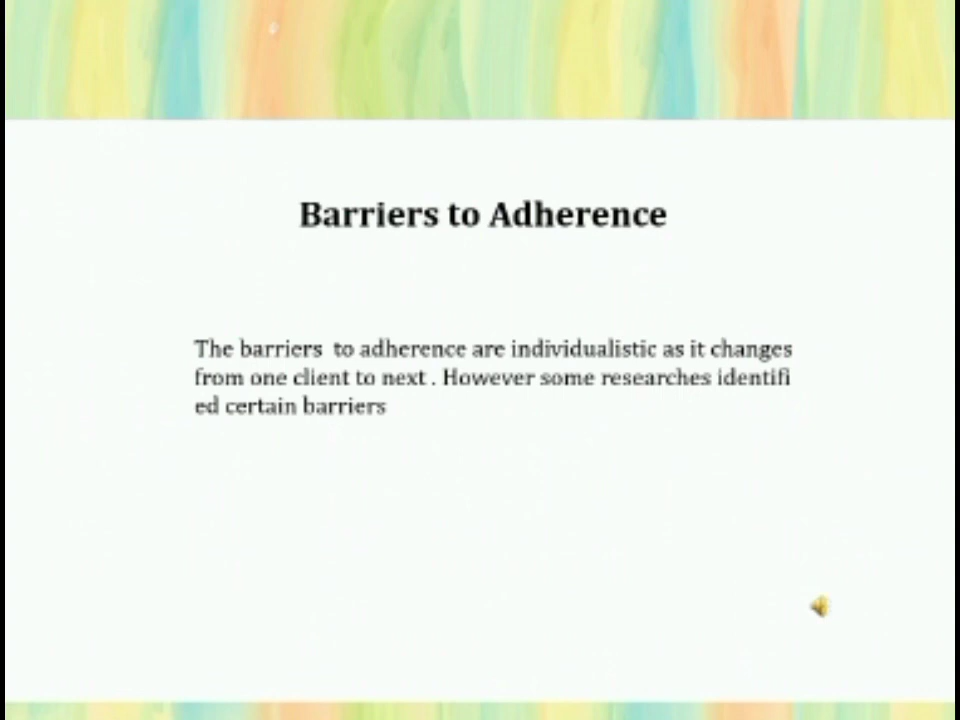 Barriers to Adherence
The barriers to adherence are individualistic as it changes
from one client to next . However some researches identifi
ed certain barriers